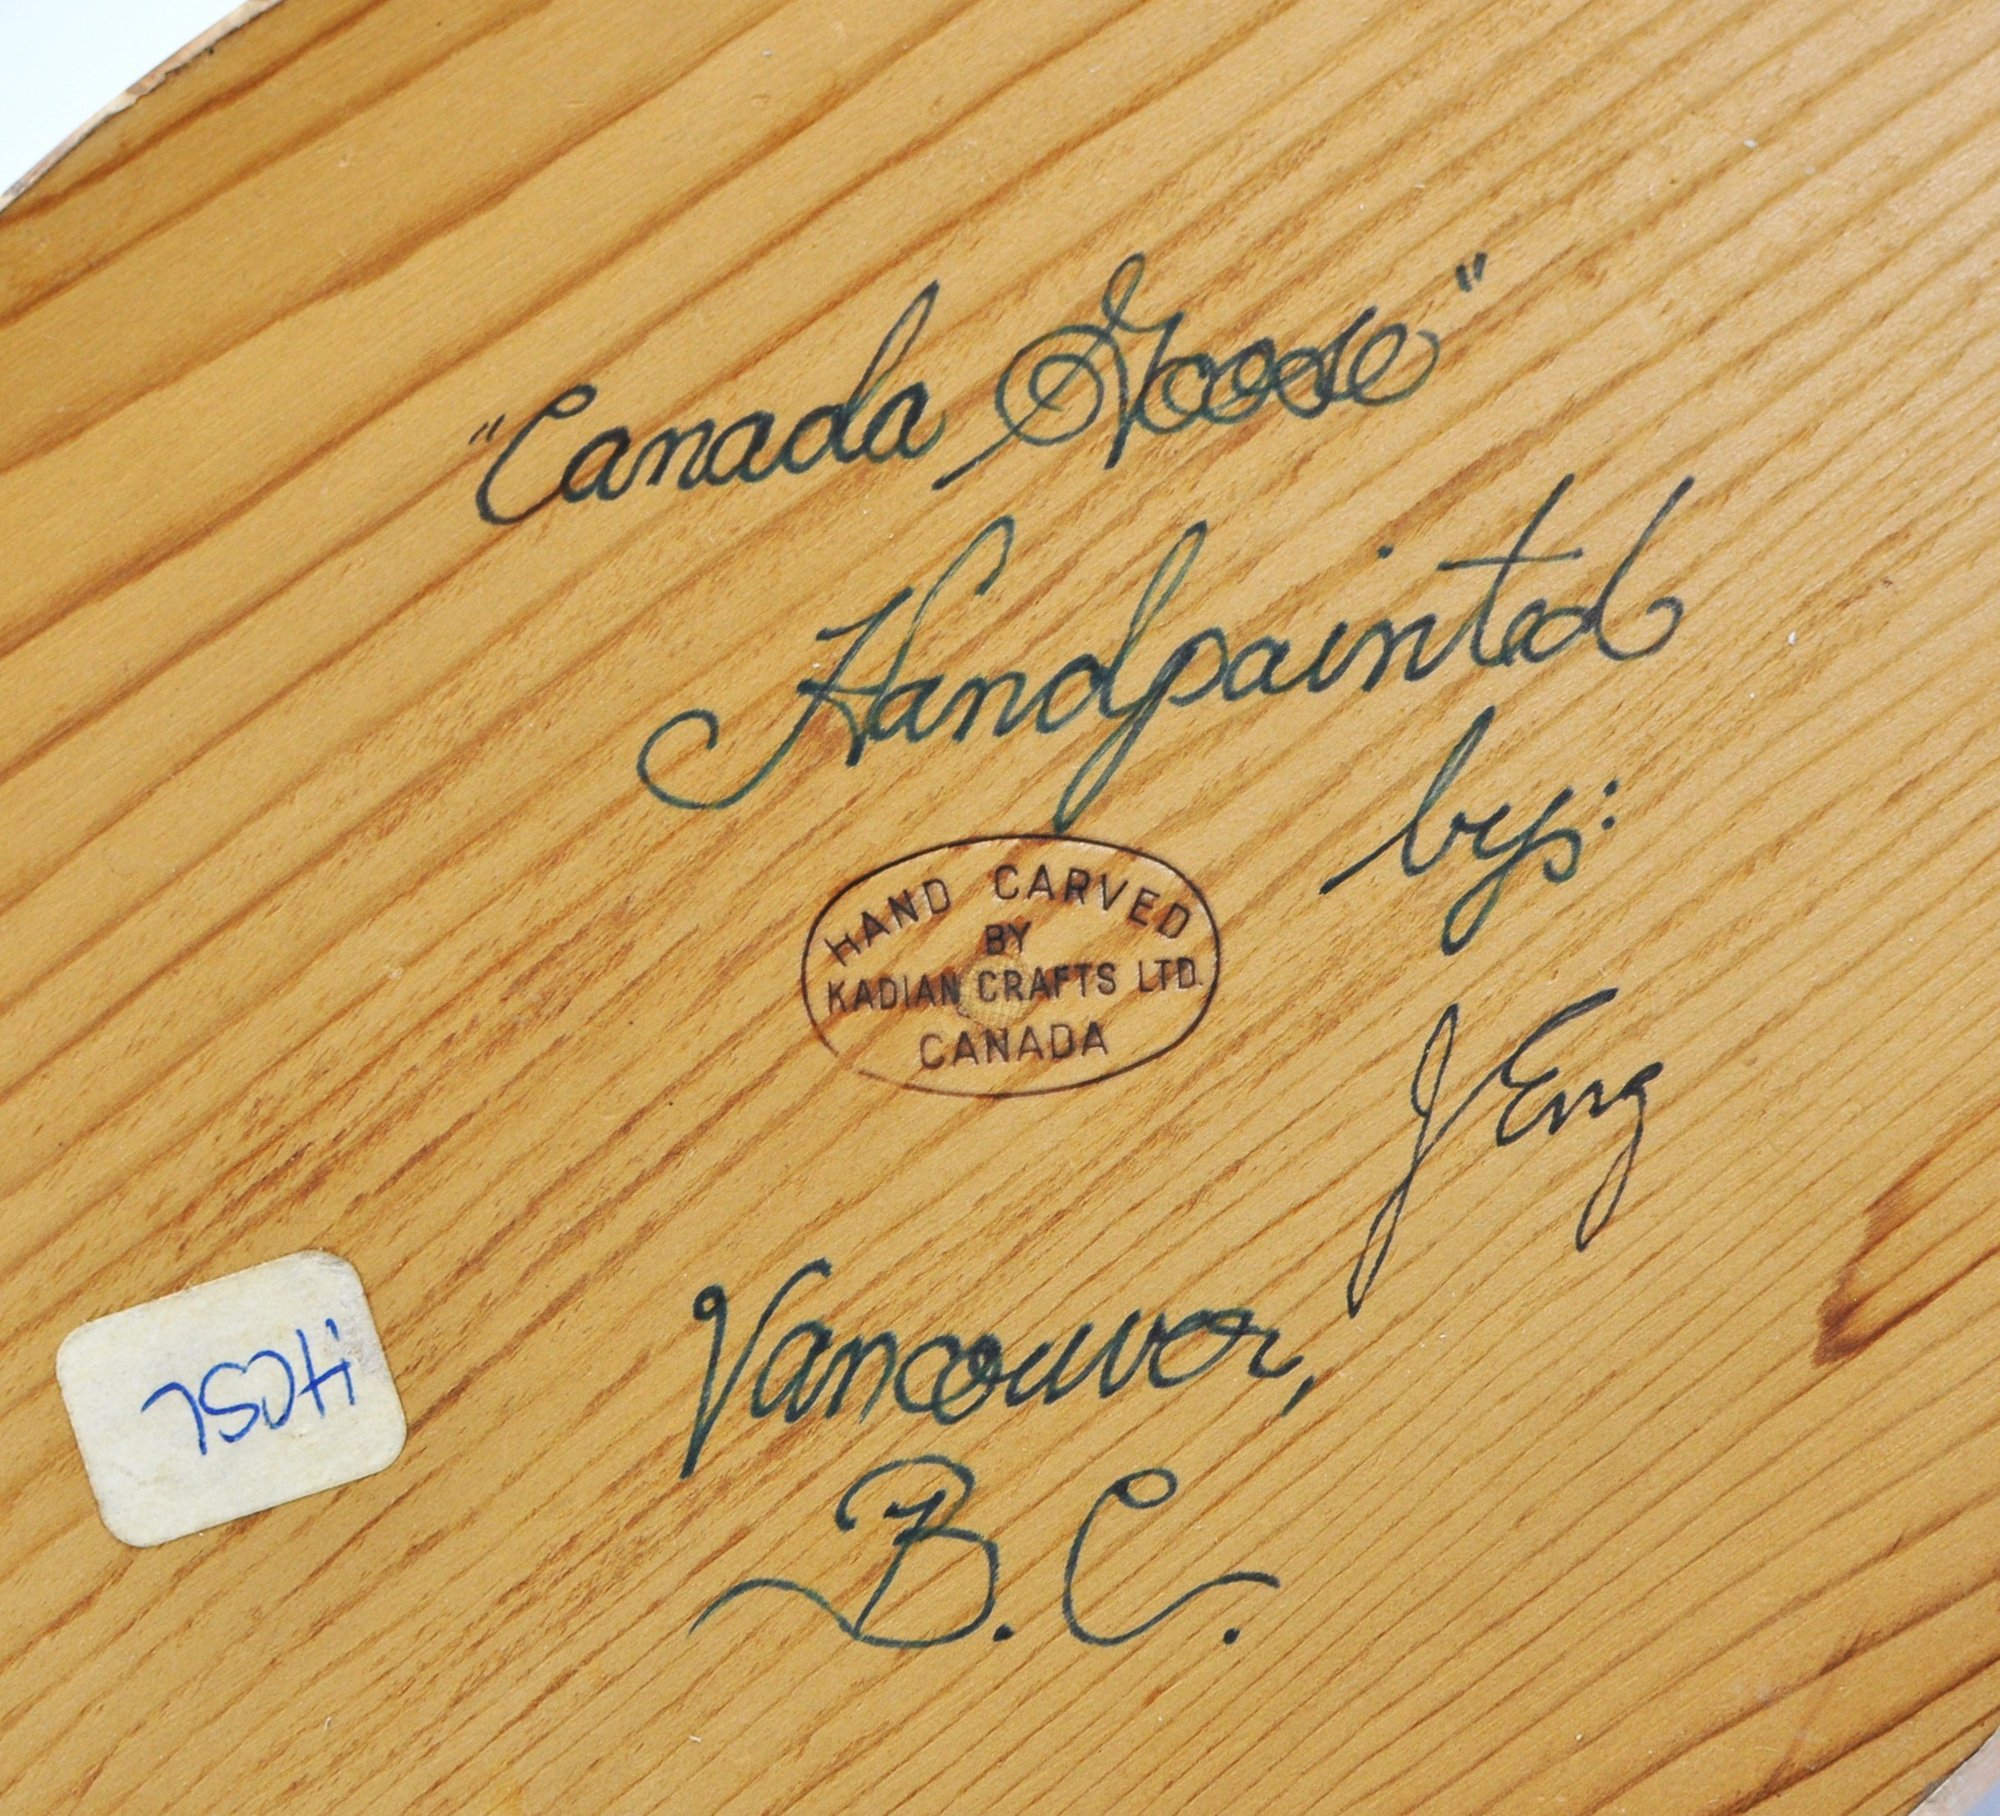 "Canada Goose"
Handpainted
by:
HAND CARVED
BY
KADIAN CRAFTS LTD.
CANADA
J Eng
Vancouver,
B.C.